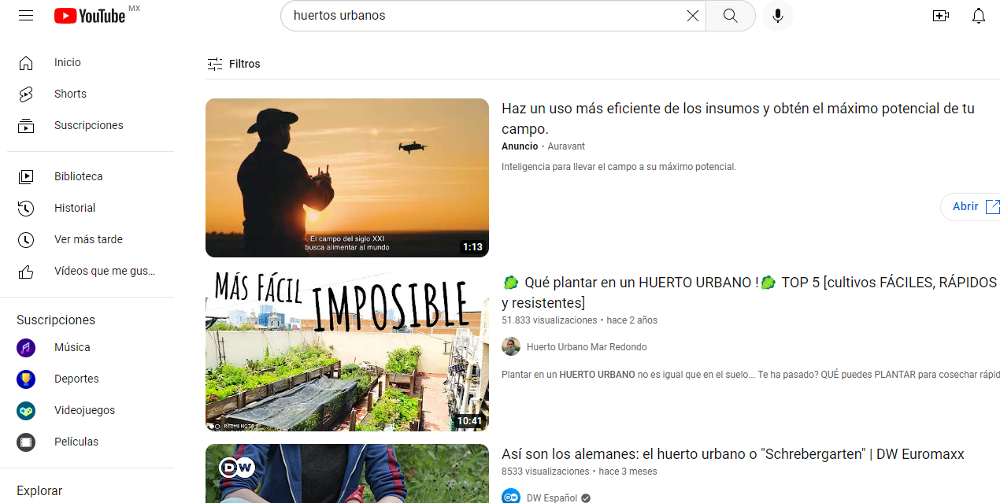 YouTube MX
huertos urbanos
Inicio
Shorts
Suscripciones
Biblioteca
Historial
Ver más tarde
Vídeos que me gus...
Suscripciones
Música
Deportes
Videojuegos
Películas
Explorar
Filtros
El campo del siglo XXI
busca alimentar al mundo
1:13
Haz un uso más eficiente de los insumos y obtén el máximo potencial de tu
campo.
Anuncio · Auravant
Inteligencia para llevar el campo a su máximo potencial.
Abrir
MÁS FÁCIL
IMPOSIBLE
REDMI NOTE 8
10:41
🥬 Qué plantar en un HUERTO URBANO !🥬 TOP 5 [cultivos FÁCILES, RÁPIDOS
y resistentes]
51.833 visualizaciones • hace 2 años
Huerto Urbano Mar Redondo
Plantar en un HUERTO URBANO no es igual que en el suelo... Te ha pasado? QUÉ puedes PLANTAR para cosechar rápid
DW
Así son los alemanes: el huerto urbano o "Schrebergarten" | DW Euromaxx
8533 visualizaciones • hace 3 meses
DW
DW Español